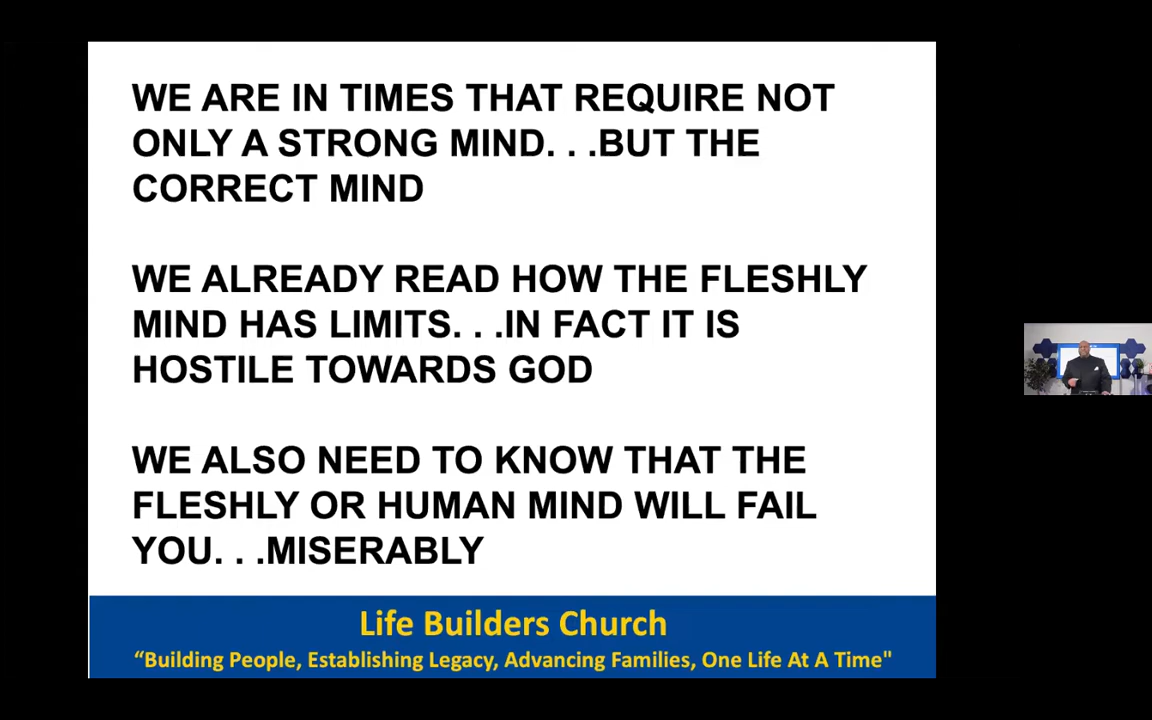 WE ARE IN TIMES THAT REQUIRE NOT
ONLY A STRONG MIND. . .BUT THE
CORRECT MIND
WE ALREADY READ HOW THE FLESHLY
MIND HAS LIMITS. . .IN FACT IT IS
HOSTILE TOWARDS GOD
WE ALSO NEED TO KNOW THAT THE
FLESHLY OR HUMAN MIND WILL FAIL
YOU. . .MISERABLY
Life Builders Church
“Building People, Establishing Legacy, Advancing Families, One Life At A Time"